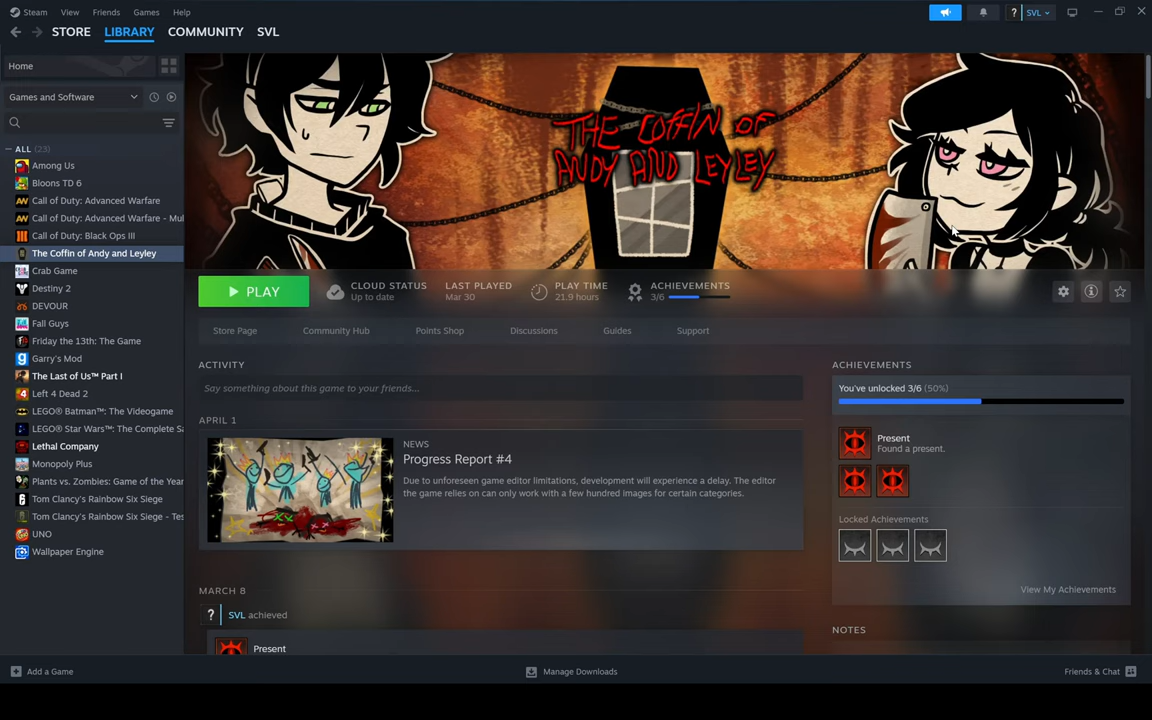 Steam View Friends Games Help
? SVL
STORE LIBRARY COMMUNITY SVL
Home
Games and Software
ALL (23)
Among Us
Bloons TD 6
Call of Duty: Advanced Warfare
Call of Duty: Advanced Warfare - Mul
Call of Duty: Black Ops III
The Coffin of Andy and Leyley
Crab Game
Destiny 2
DEVOUR
Fall Guys
Friday the 13th: The Game
Garry's Mod
The Last of Us™ Part I
Left 4 Dead 2
LEGO® Batman™: The Videogame
LEGO® Star Wars™: The Complete Sa
Lethal Company
Monopoly Plus
Plants vs. Zombies: Game of the Year
Tom Clancy's Rainbow Six Siege
Tom Clancy's Rainbow Six Siege - Tes
UNO
Wallpaper Engine
THE COFFIN OF
ANDY AND LEYLEY
PLAY
CLOUD STATUS
Up to date
LAST PLAYED
Mar 30
PLAY TIME
21.9 hours
ACHIEVEMENTS
3/6
Store Page Community Hub Points Shop Discussions Guides Support
ACTIVITY
Say something about this game to your friends...
APRIL 1
NEWS
Progress Report #4
Due to unforeseen game editor limitations, development will experience a delay. The editor
the game relies on can only work with a few hundred images for certain categories.
MARCH 8
? SVL achieved
Present
ACHIEVEMENTS
You've unlocked 3/6 (50%)
Present
Found a present.
Locked Achievements
View My Achievements
NOTES
Add a Game
Manage Downloads
Friends & Chat